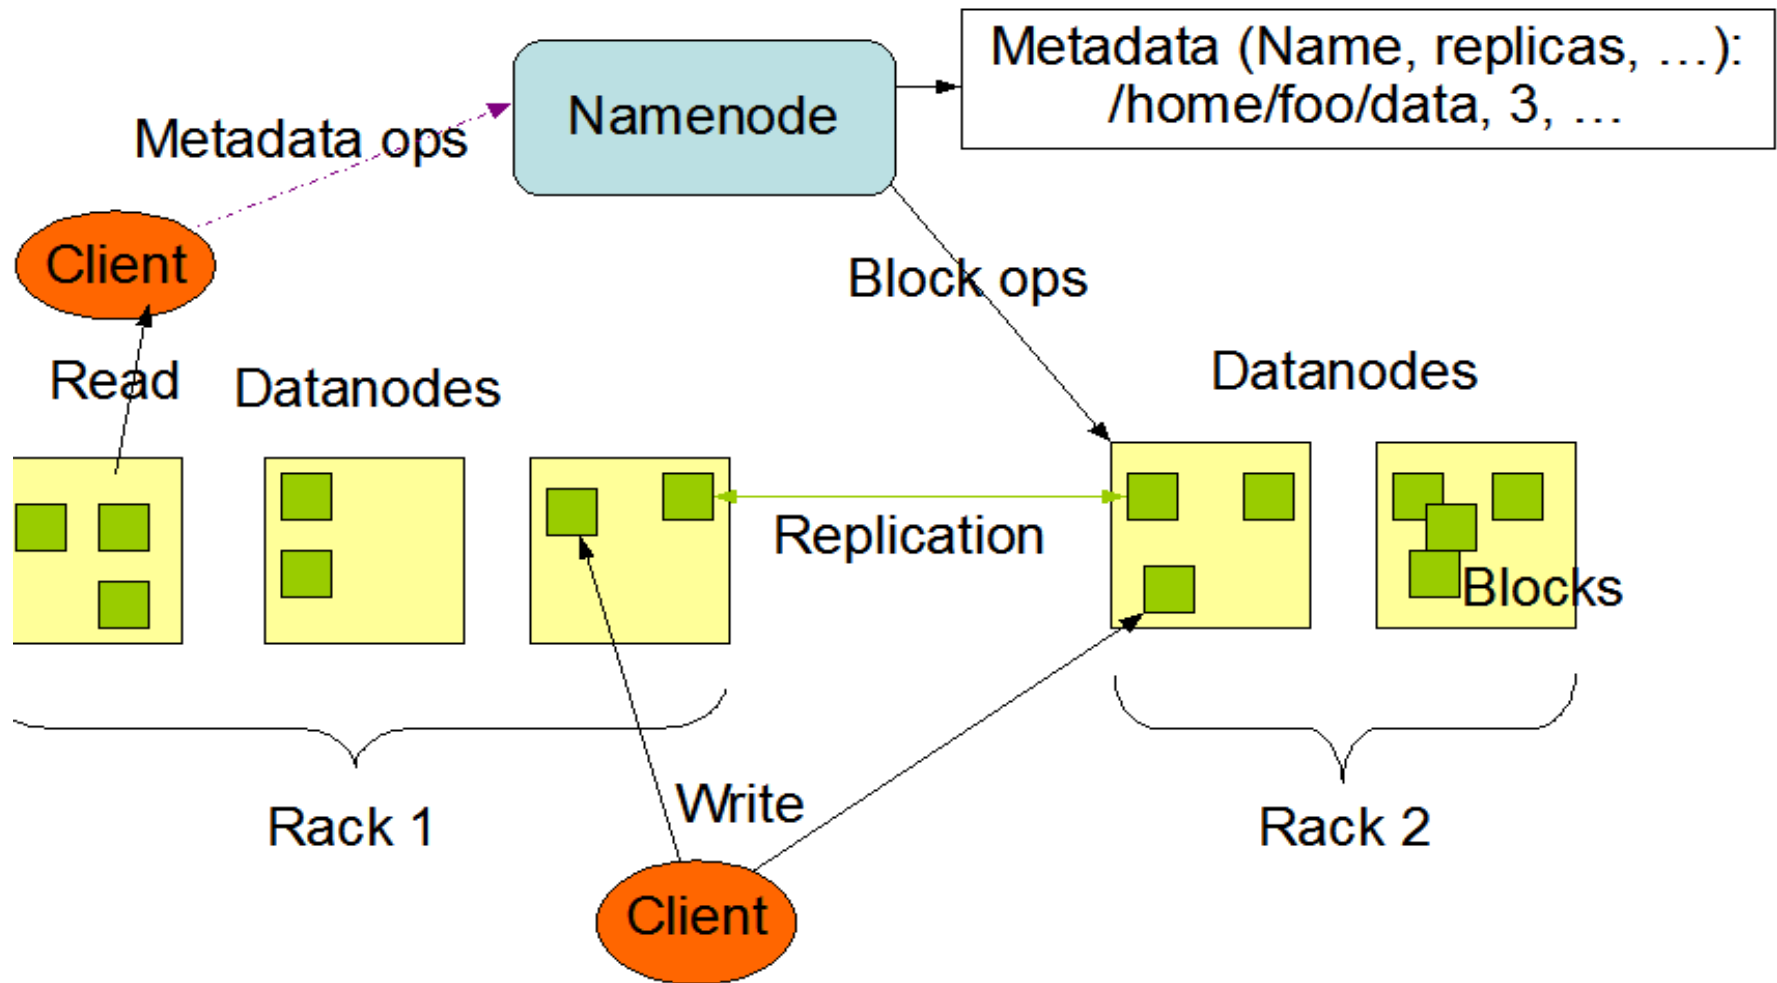 Metadata (Name, replicas, …):
/home/foo/data, 3, …
Namenode
Metadata ops
Client
Block ops
Read
Datanodes
Datanodes
Replication
Blocks
Rack 1
Write
Rack 2
Client